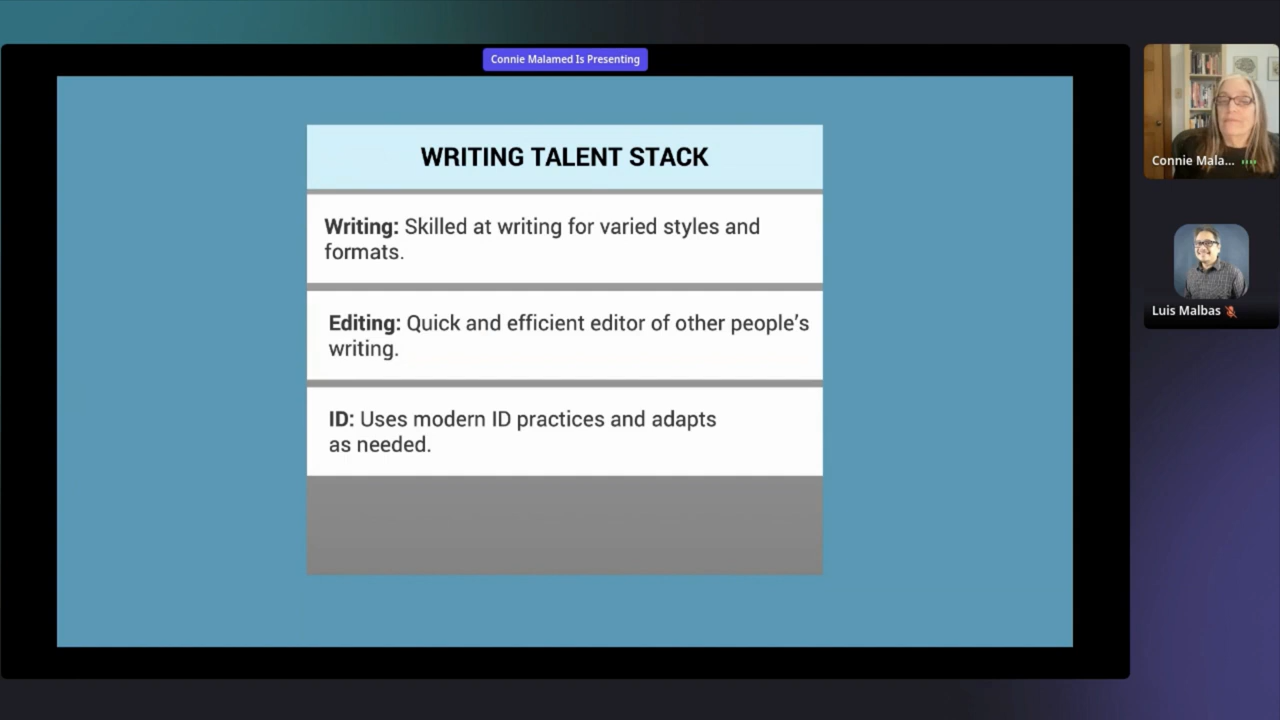 Connie Malamed Is Presenting
WRITING TALENT STACK
Writing: Skilled at writing for varied styles and
formats.
Editing: Quick and efficient editor of other people's
writing.
ID: Uses modern ID practices and adapts
as needed.
Connie Mala...
Luis Malbas